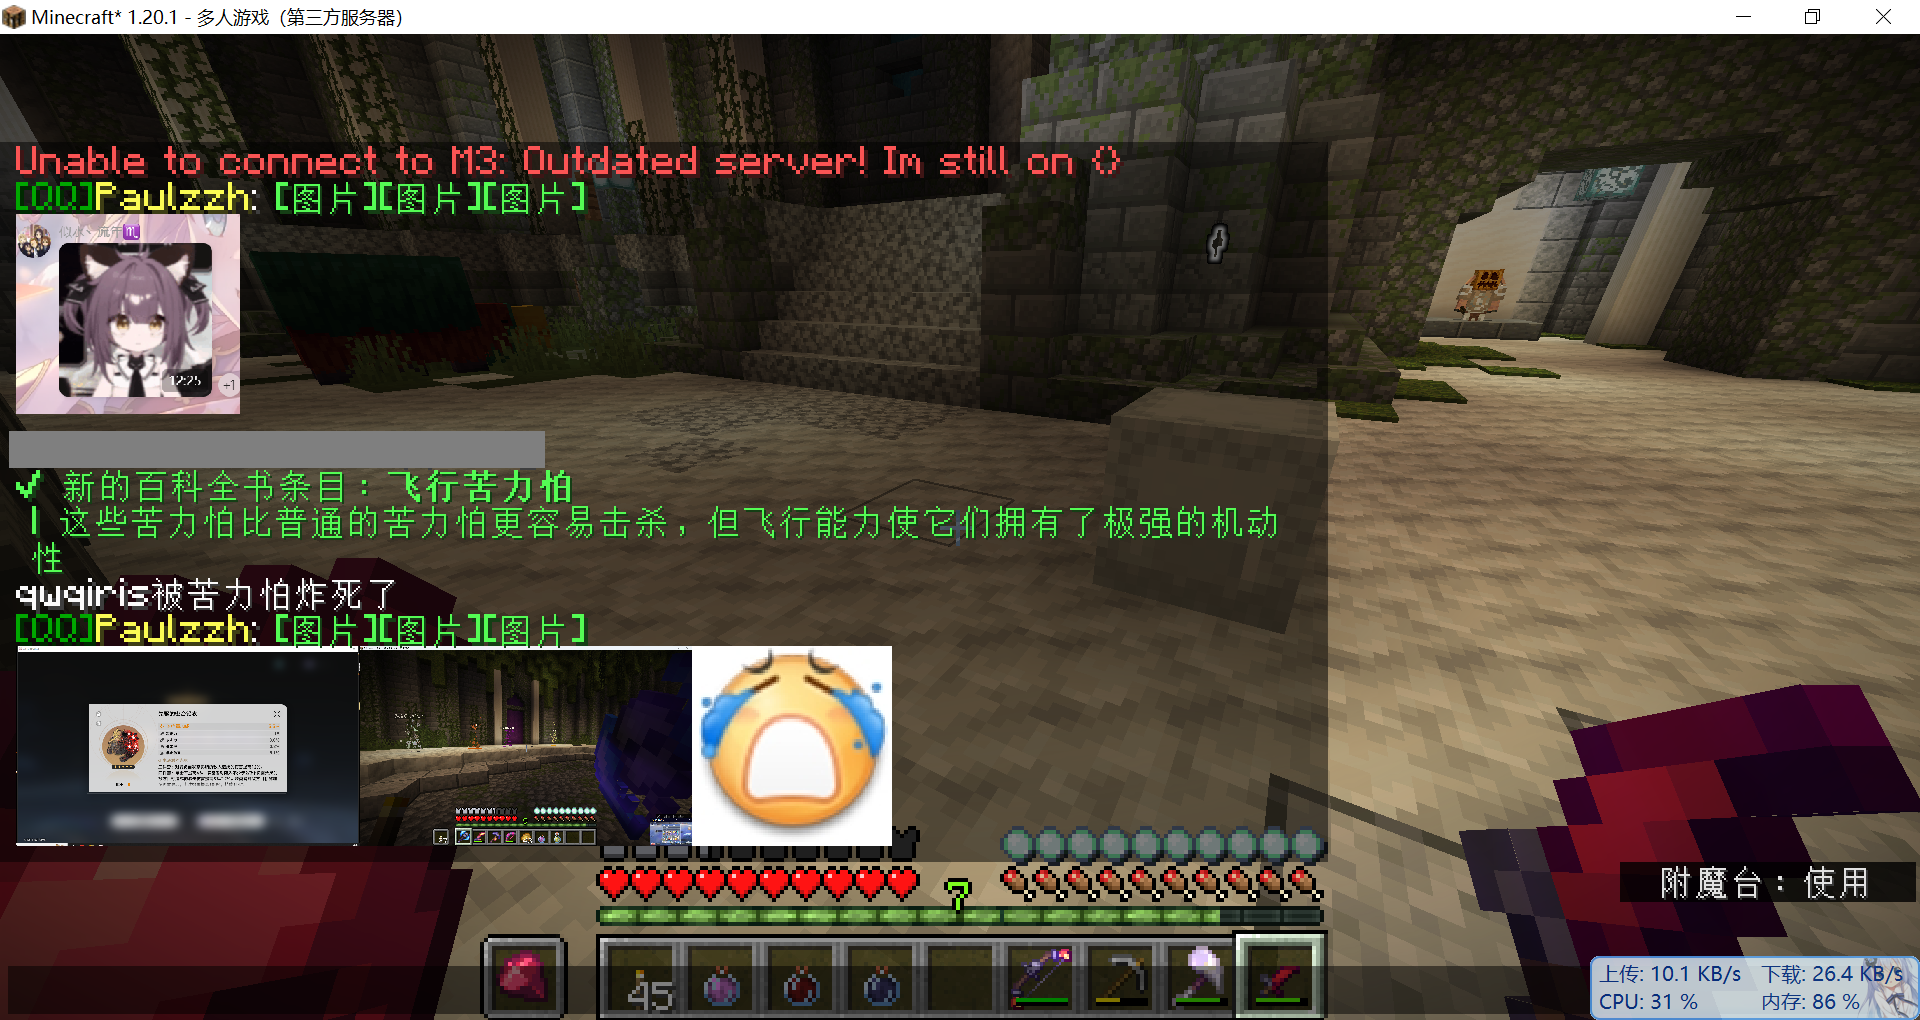 Minecraft* 1.20.1 - 多人游戏（第三方服务器）
Unable to connect to M3: Outdated server! Im still on {}
[QQ]Paulzzh: [图片][图片][图片]
12:25
+1
✔ 新的百科全书条目：飞行苦力怕
| 这些苦力怕比普通的苦力怕更容易击杀，但飞行能力使它们拥有了极强的机动
性
qwqiris被苦力怕炸死了
[QQ]Paulzzh: [图片][图片][图片]
附魔台：使用
45
上传: 10.1 KB/s 下载: 26.4 KB/s
CPU: 31 % 内存: 86 %